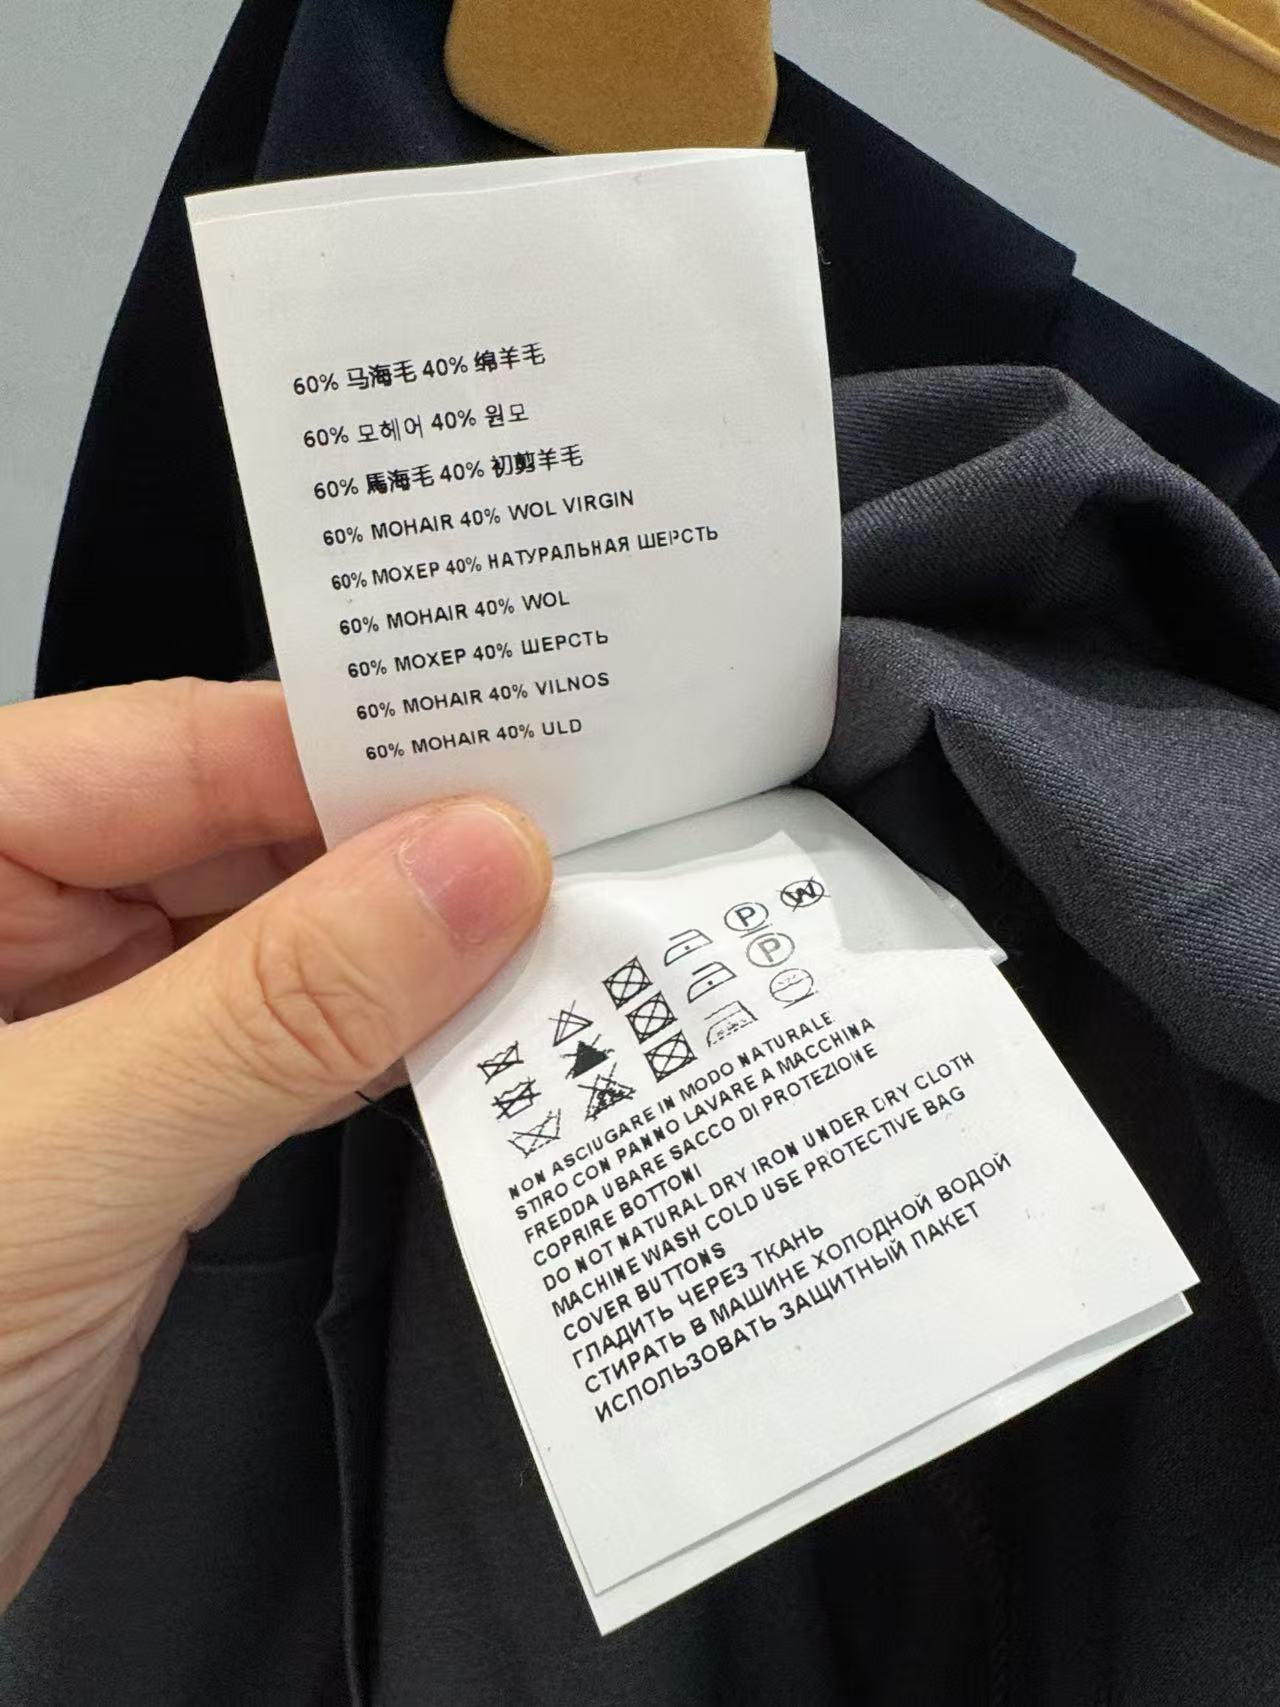 60% 马海毛 40% 绵羊毛
60% 모헤어 40% 원모
60% 馬海毛 40% 初剪羊毛
60% MOHAIR 40% WOL VIRGIN
60% МОХЕР 40% НАТУРАЛЬНАЯ ШЕРСТЬ
60% MOHAIR 40% WOL
60% МОХЕР 40% ШЕРСТЬ
60% MOHAIR 40% VILNOS
60% MOHAIR 40% ULD
P W
P
NON ASCIUGARE IN MODO NATURALE
STIRO CON PANNO LAVARE A MACCHINA
FREDDA UBARE SACCO DI PROTEZIONE
COPRIRE BOTTONI
DO NOT NATURAL DRY IRON UNDER DRY CLOTH
MACHINE WASH COLD USE PROTECTIVE BAG
COVER BUTTONS
ГЛАДИТЬ ЧЕРЕЗ ТКАНЬ
СТИРАТЬ В МАШИНЕ ХОЛОДНОЙ ВОДОЙ
ИСПОЛЬЗОВАТЬ ЗАЩИТНЫЙ ПАКЕТ